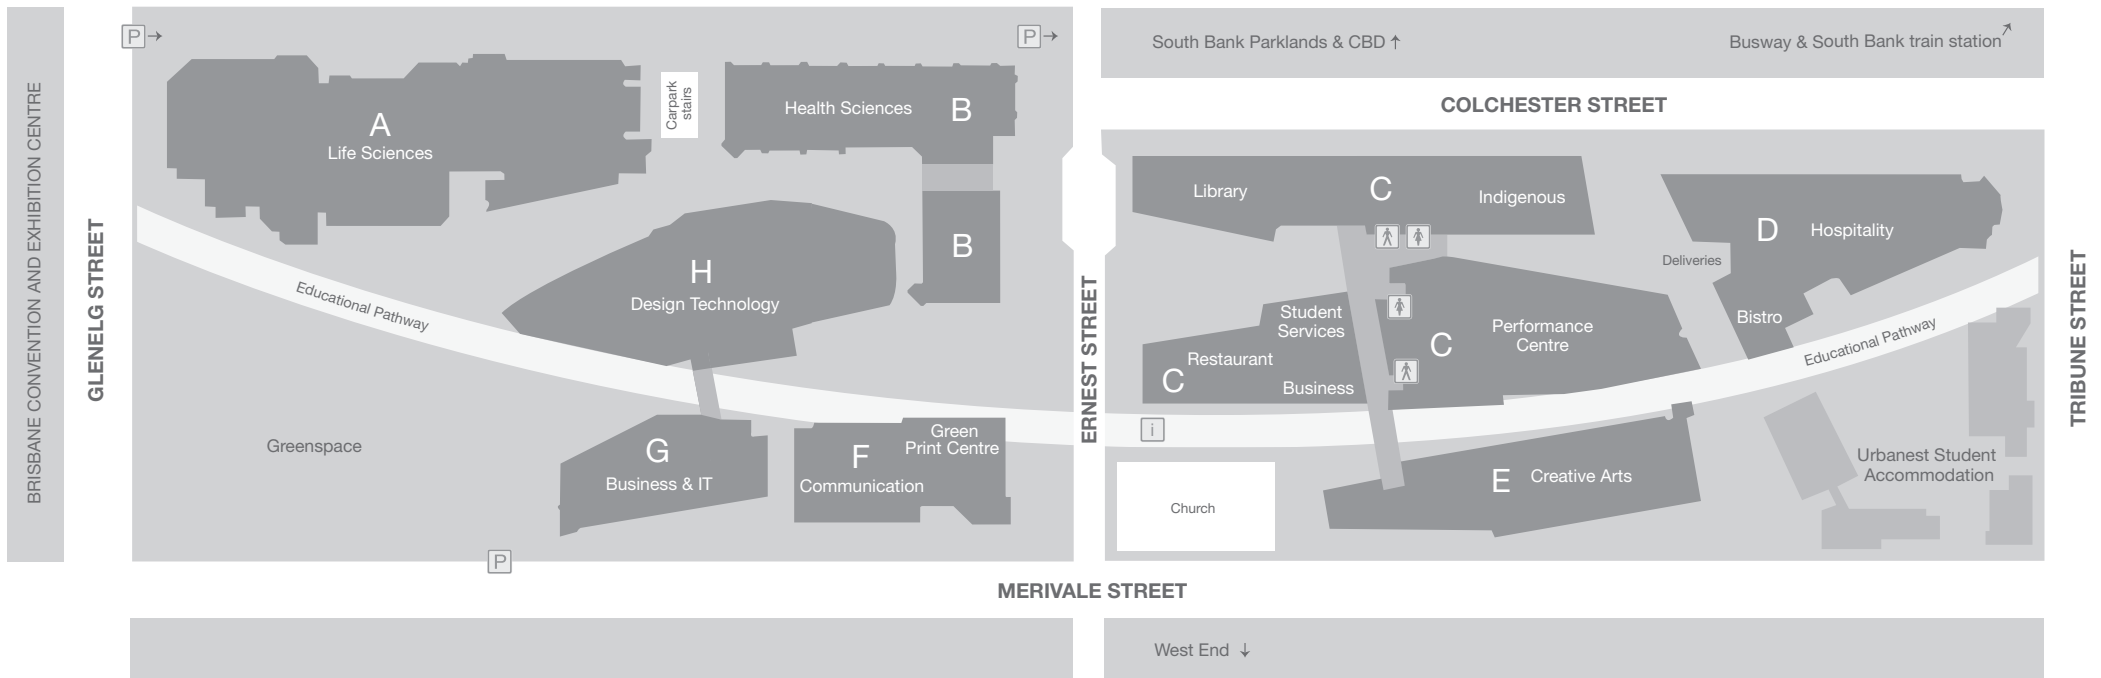 P
P
South Bank Parklands & CBD
Busway & South Bank train station
COLCHESTER STREET
BRISBANE CONVENTION AND EXHIBITION CENTRE
GLENELG STREET
A
Life Sciences
Carpark
stairs
Health Sciences
B
B
H
Design Technology
Educational Pathway
ERNEST STREET
Library
C
Indigenous
D
Hospitality
Deliveries
Bistro
Student
Services
Restaurant
C
Business
C
Performance
Centre
Educational Pathway
TRIBUNE STREET
Greenspace
G
Business & IT
F
Communication
Green
Print Centre
i
Church
E
Creative Arts
Urbanest Student
Accommodation
P
MERIVALE STREET
West End